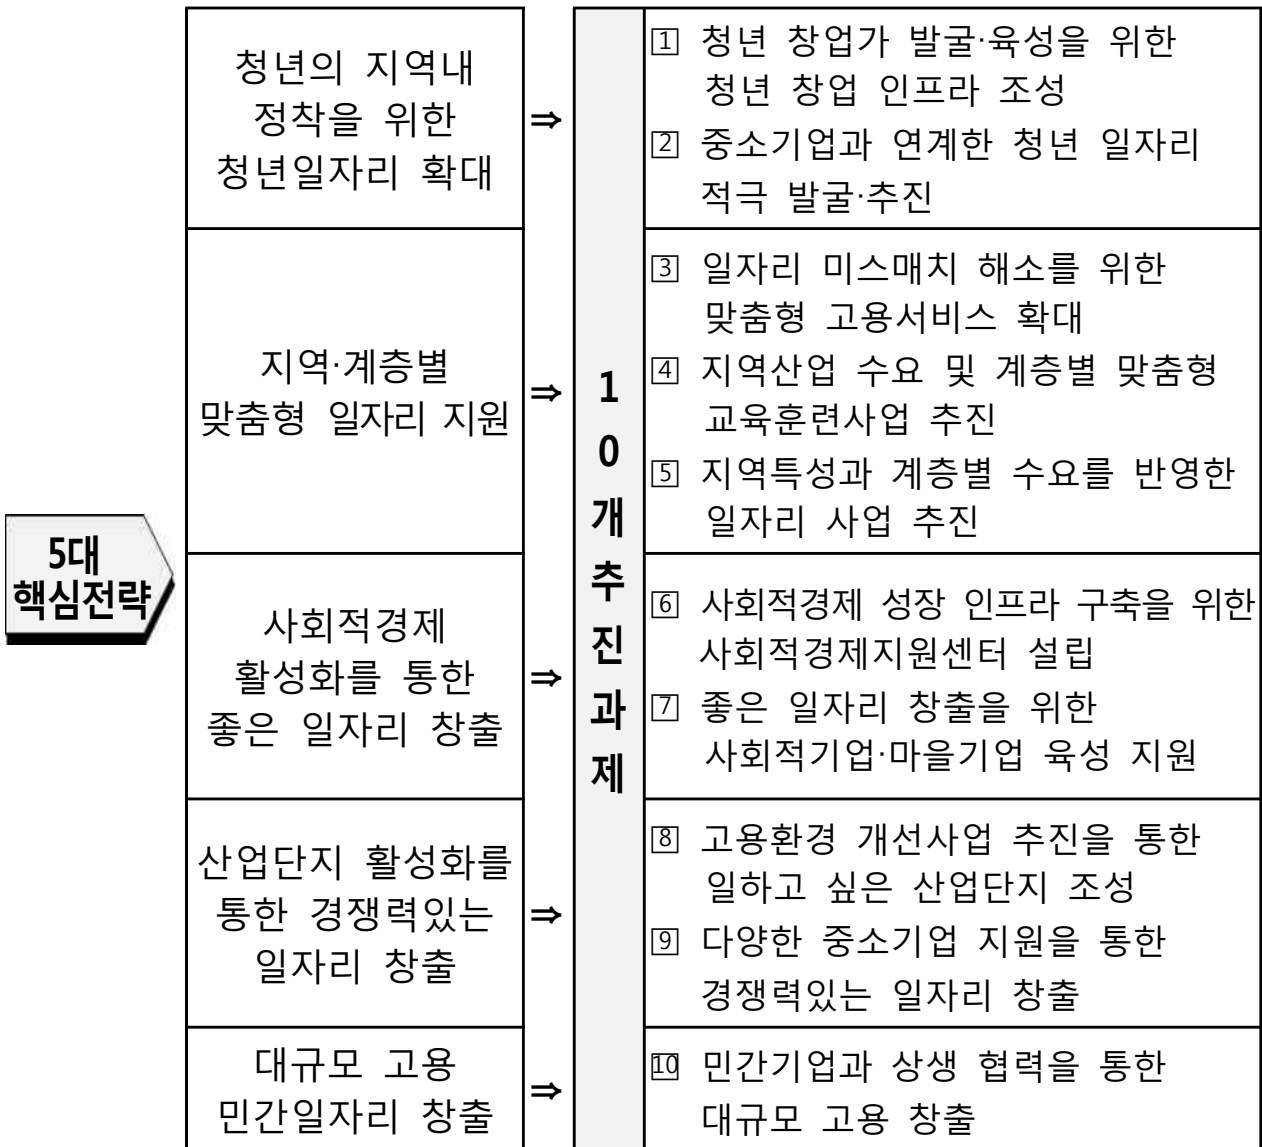 5대
핵심전략
청년의 지역내
정착을 위한
청년일자리 확대
⇒
1
0
개
추
진
과
제
1 청년 창업가 발굴·육성을 위한
청년 창업 인프라 조성
2 중소기업과 연계한 청년 일자리
적극 발굴·추진
지역·계층별
맞춤형 일자리 지원
⇒
3 일자리 미스매치 해소를 위한
맞춤형 고용서비스 확대
4 지역산업 수요 및 계층별 맞춤형
교육훈련사업 추진
5 지역특성과 계층별 수요를 반영한
일자리 사업 추진
사회적경제
활성화를 통한
좋은 일자리 창출
⇒
6 사회적경제 성장 인프라 구축을 위한
사회적경제지원센터 설립
7 좋은 일자리 창출을 위한
사회적기업·마을기업 육성 지원
산업단지 활성화를
통한 경쟁력있는
일자리 창출
⇒
8 고용환경 개선사업 추진을 통한
일하고 싶은 산업단지 조성
9 다양한 중소기업 지원을 통한
경쟁력있는 일자리 창출
대규모 고용
민간일자리 창출
⇒
10 민간기업과 상생 협력을 통한
대규모 고용 창출